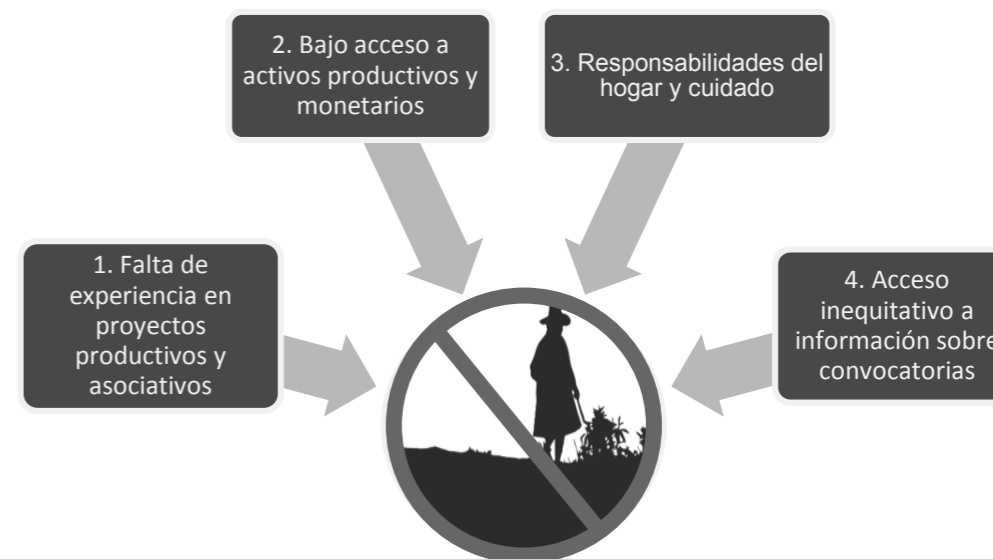 1. Falta de
experiencia en
proyectos
productivos y
asociativos
2. Bajo acceso a
activos productivos y
monetarios
3. Responsabilidades del
hogar y cuidado
4. Acceso
inequitativo a
información sobre
convocatorias